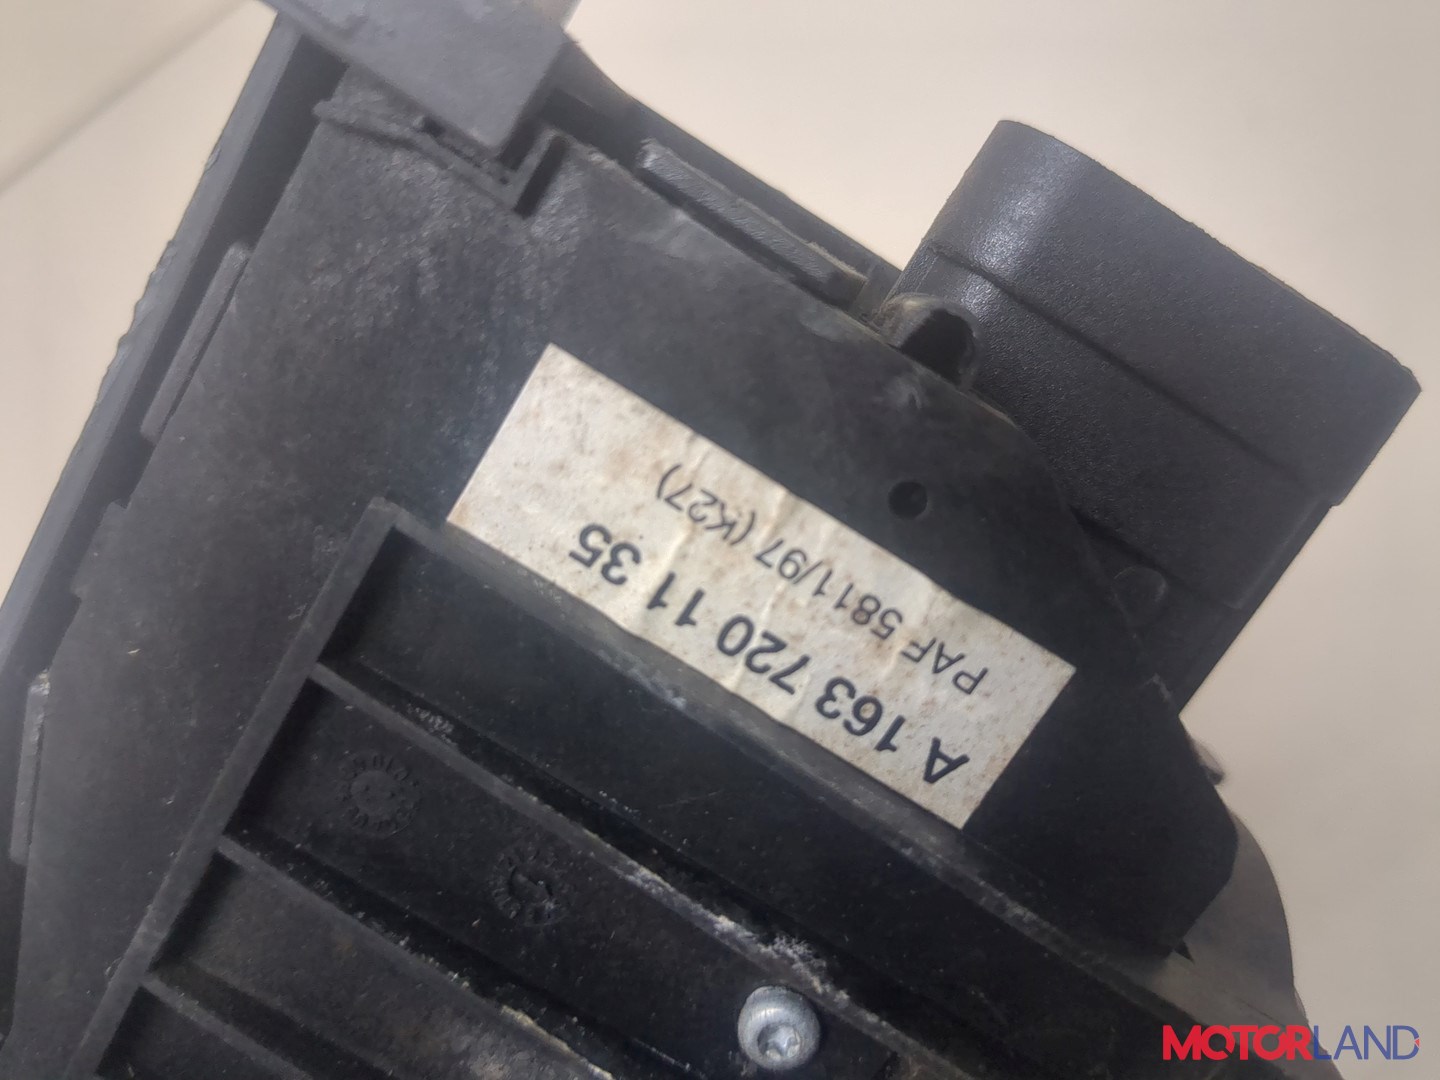 A 163 720 11 35
PAF 5811/97 (K27)
MOTORLAND